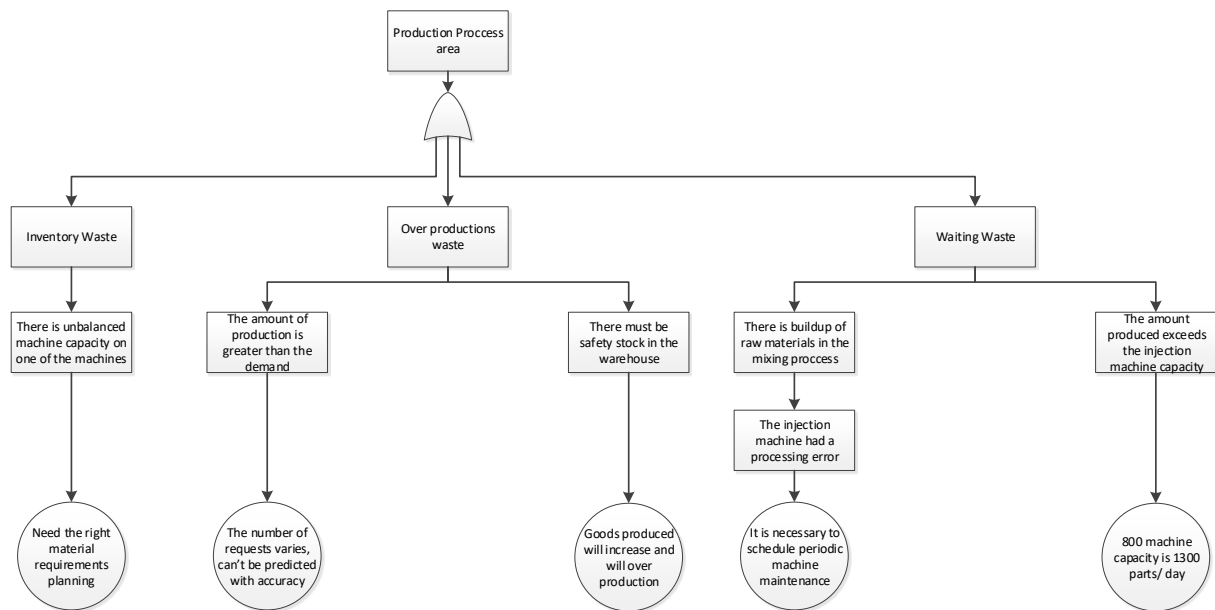 Production Proccess
area
Inventory Waste
Over productions
waste
Waiting Waste
There is unbalanced
machine capacity on
one of the machines
The amount of
production is
greater than the
demand
There must be
safety stock in the
warehouse
There is buildup of
raw materials in the
mixing proccess
The amount
produced exceeds
the injection
machine capacity
The injection
machine had a
processing error
Need the right
material
requirements
planning
The number of
requests varies,
can't be predicted
with accuracy
Goods produced
will increase and
will over
production
It is necessary to
schedule periodic
machine
maintenance
800 machine
capacity is 1300
parts/ day